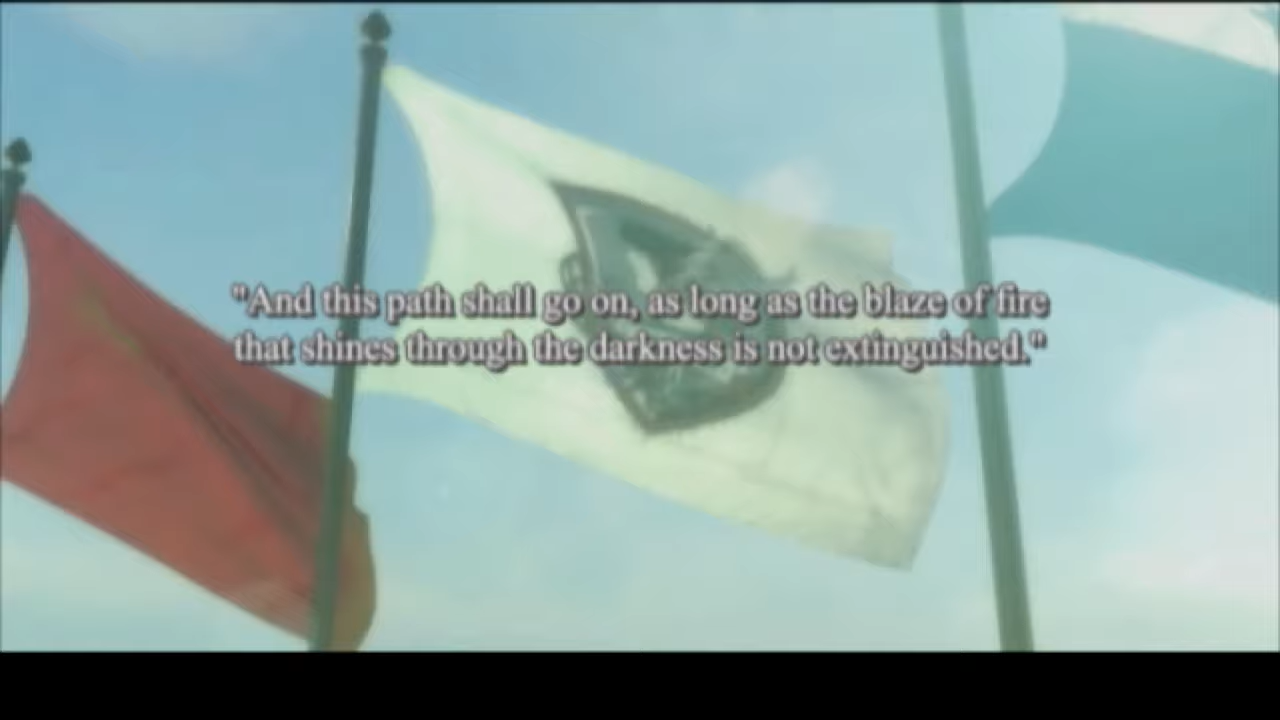 "And this path shall go on, as long as the blaze of fire
that shines through the darkness is not extinguished."